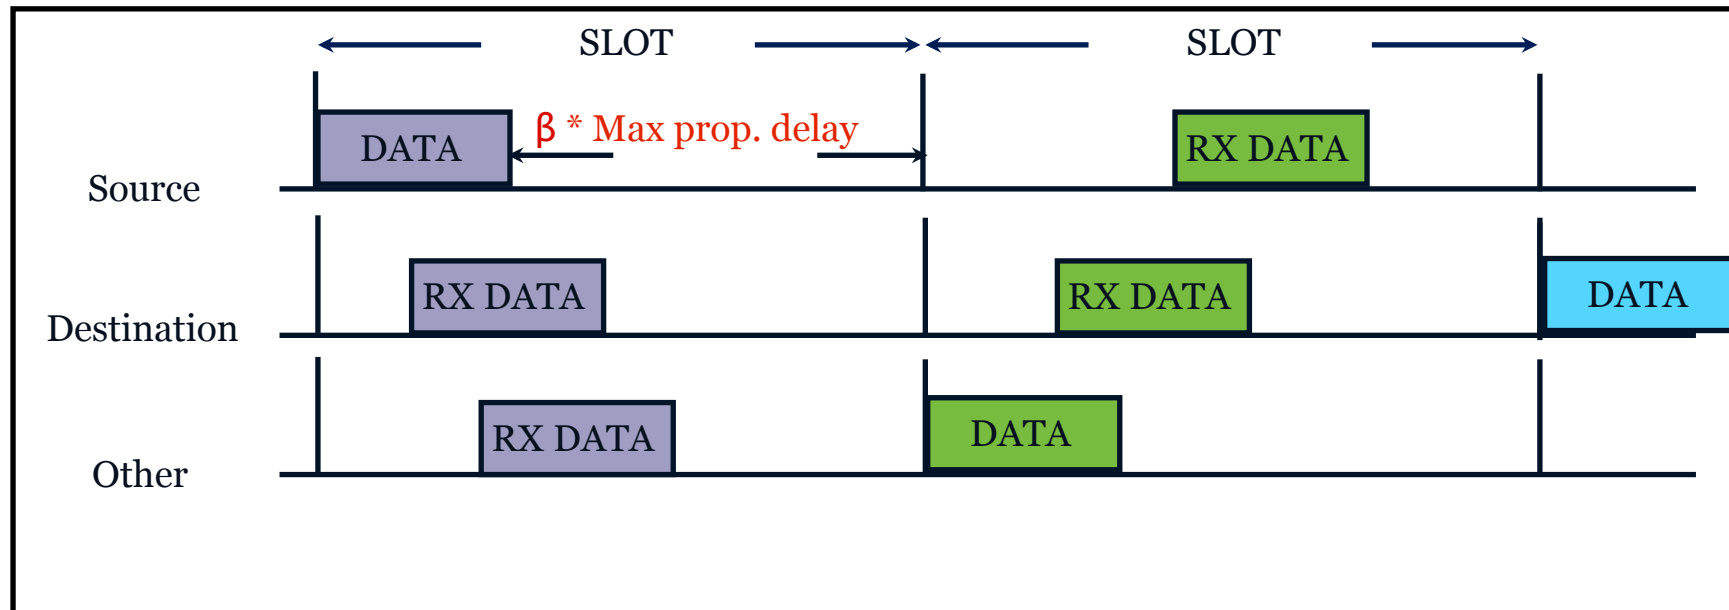 SLOT SLOT
β * Max prop. delay
DATA RX DATA
Source
RX DATA RX DATA DATA
Destination
RX DATA DATA
Other